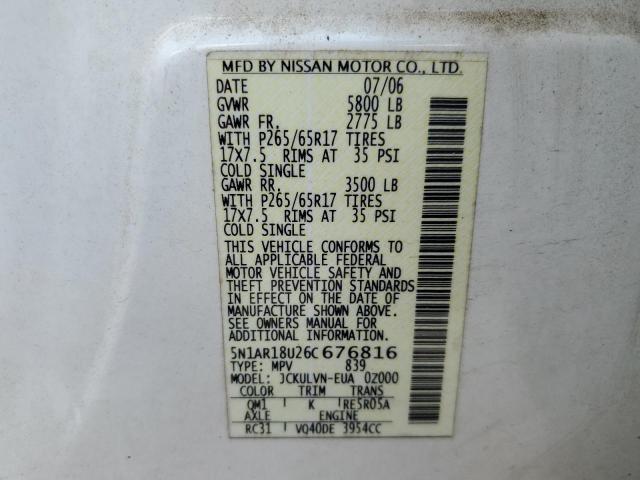 MFD BY NISSAN MOTOR CO., LTD.
DATE 07/06
GVWR 5800 LB
GAWR FR. 2775 LB
WITH P265/65R17 TIRES
17X7.5 RIMS AT 35 PSI
COLD SINGLE
GAWR RR. 3500 LB
WITH P265/65R17 TIRES
17X7.5 RIMS AT 35 PSI
COLD SINGLE
THIS VEHICLE CONFORMS TO
ALL APPLICABLE FEDERAL
MOTOR VEHICLE SAFETY AND
THEFT PREVENTION STANDARDS
IN EFFECT ON THE DATE OF
MANUFACTURE SHOWN ABOVE.
SEE OWNERS MANUAL FOR
ADDITIONAL INFORMATION.
5N1AR18U26C676816
TYPE: MPV 839
MODEL: JCKULVN-EUA 0Z000
COLOR TRIM TRANS
QM1 K RE5R05A
AXLE ENGINE
RC31 VQ40DE 3954CC